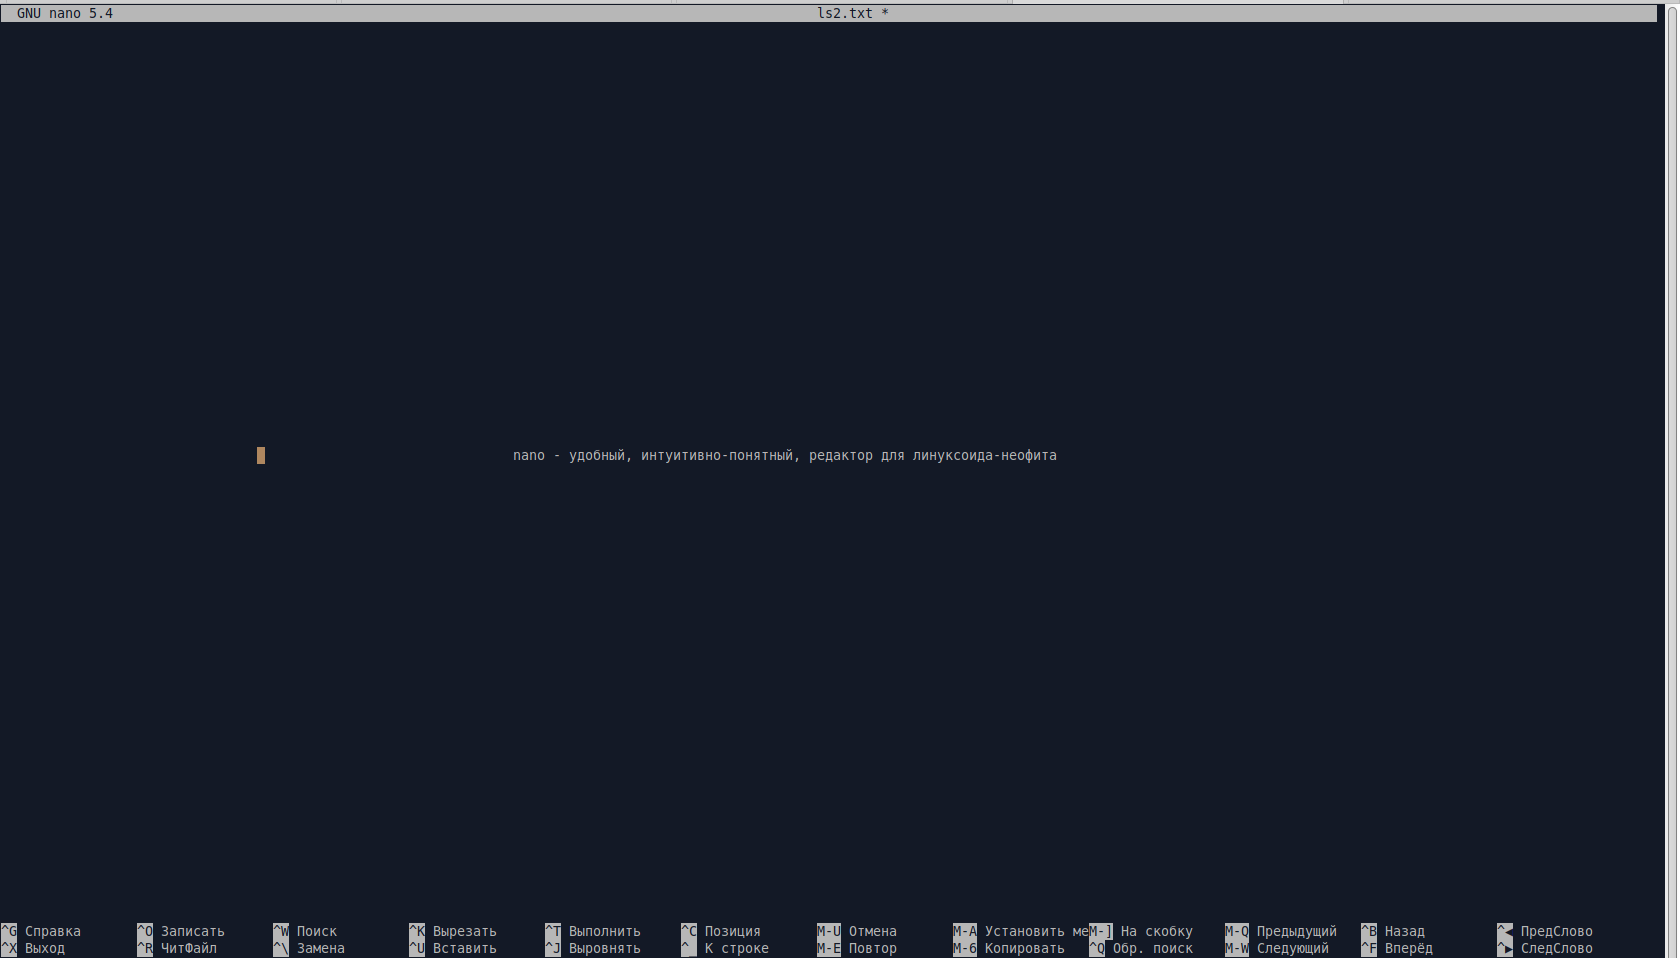 GNU nano 5.4 ls2.txt *
nano - удобный, интуитивно-понятный, редактор для линуксоида-неофита
^G Справка ^O Записать ^W Поиск ^K Вырезать ^T Выполнить ^C Позиция M-U Отмена M-A Установить ме M-] На скобку M-Q Предыдущий ^B Назад ^◂ ПредСлово
^X Выход ^R ЧитФайл ^\ Замена ^U Вставить ^J Выровнять ^_ К строке M-E Повтор M-6 Копировать ^Q Обр. поиск M-W Следующий ^F Вперёд ^▸ СледСлово